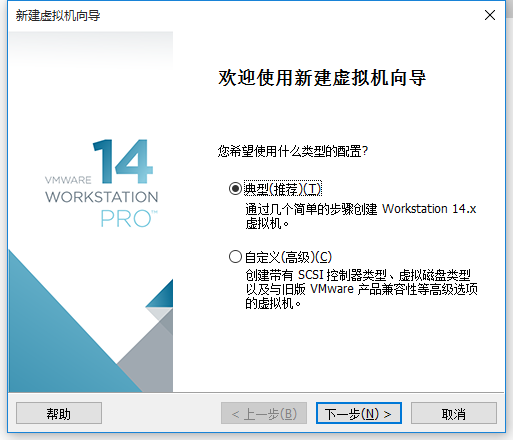 新建虚拟机向导
欢迎使用新建虚拟机向导
14
VMWARE
WORKSTATION
PRO™
您希望使用什么类型的配置?
典型(推荐)(T)
通过几个简单的步骤创建 Workstation 14.x
虚拟机。
自定义(高级)(C)
创建带有 SCSI 控制器类型、虚拟磁盘类型
以及与旧版 VMware 产品兼容性等高级选项
的虚拟机。
帮助
< 上一步(B)
下一步(N) >
取消